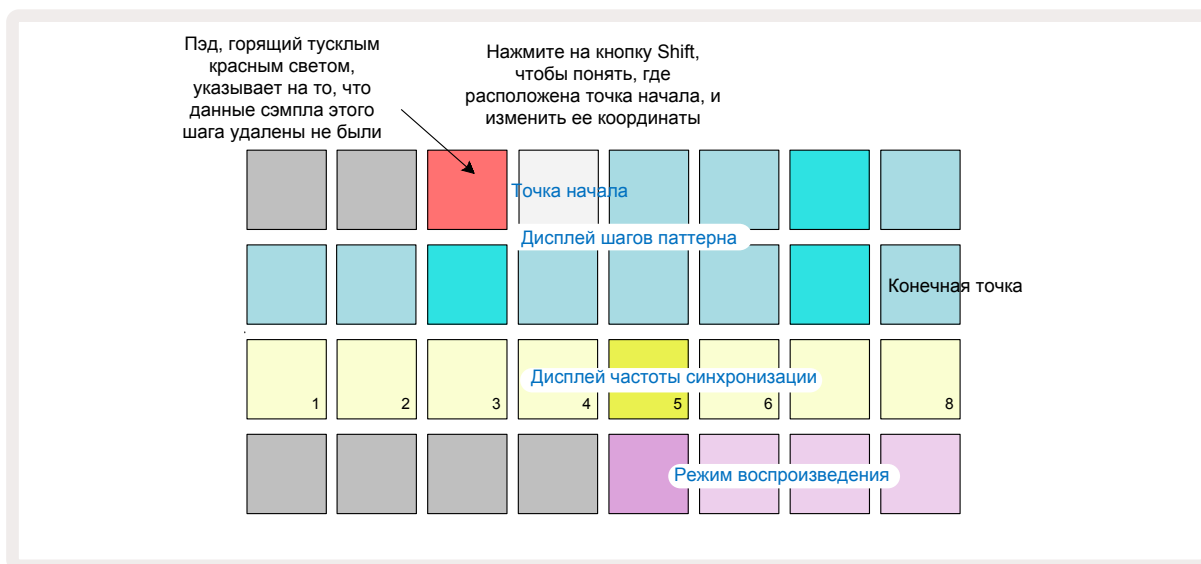 Пэд, горящий тусклым
красным светом,
указывает на то, что
данные сэмпла этого
шага удалены не были
Нажмите на кнопку Shift,
чтобы понять, где
расположена точка начала, и
изменить ее координаты
Точка начала
Дисплей шагов паттерна
Конечная точка
Дисплей частоты синхронизации
1 2 3 4 5 6 8
Режим воспроизведения